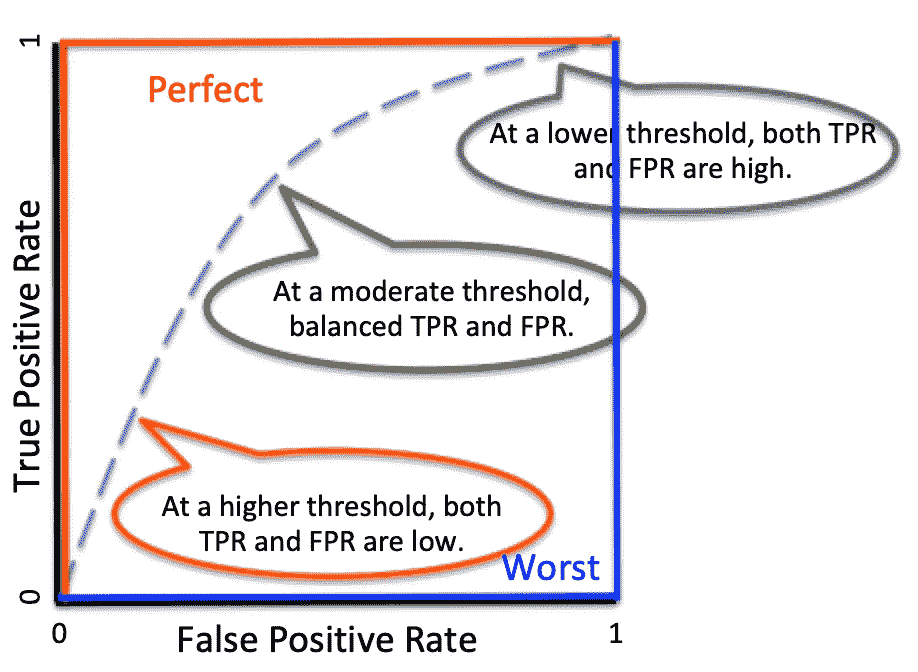 1
Perfect
At a lower threshold, both TPR
and FPR are high.
True Positive Rate
At a moderate threshold,
balanced TPR and FPR.
At a higher threshold, both
TPR and FPR are low.
Worst
0
0
1
False Positive Rate